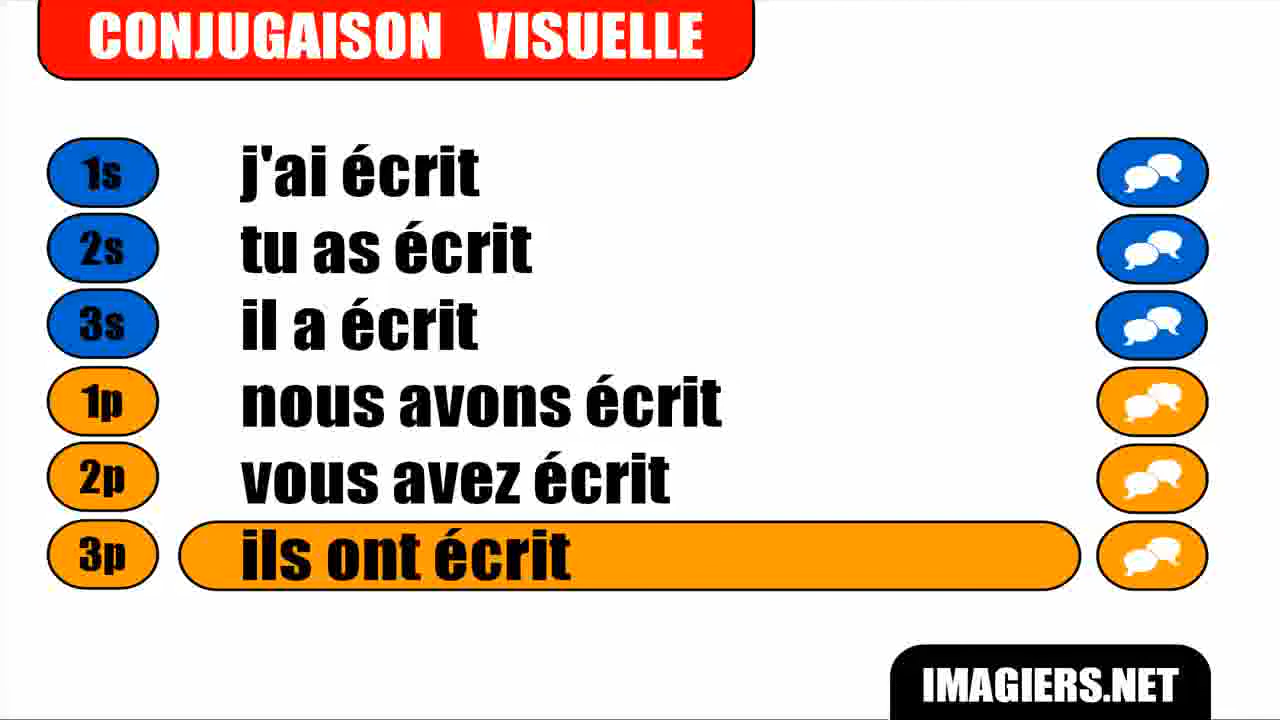 CONJUGAISON VISUELLE
1s j'ai écrit
2s tu as écrit
3s il a écrit
1p nous avons écrit
2p vous avez écrit
3p ils ont écrit
IMAGIERS.NET